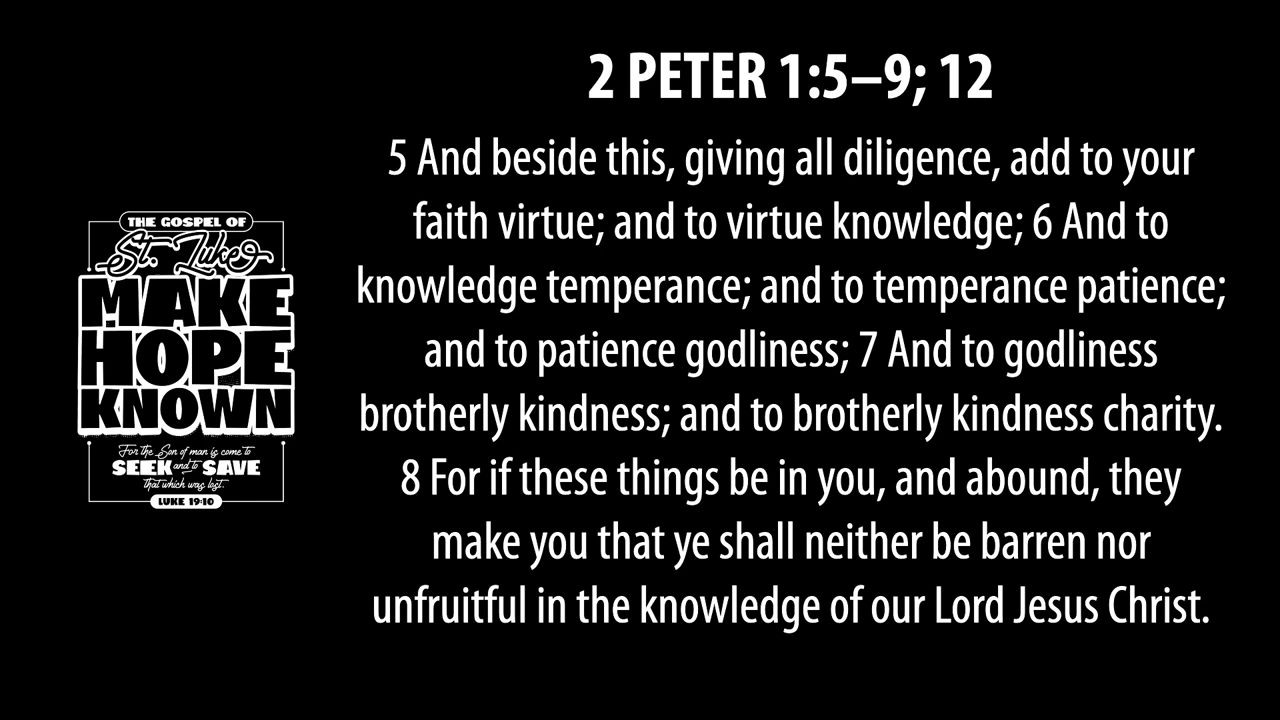 2 PETER 1:5–9; 12
5 And beside this, giving all diligence, add to your
faith virtue; and to virtue knowledge; 6 And to
knowledge temperance; and to temperance patience;
and to patience godliness; 7 And to godliness
brotherly kindness; and to brotherly kindness charity.
8 For if these things be in you, and abound, they
make you that ye shall neither be barren nor
unfruitful in the knowledge of our Lord Jesus Christ.
THE GOSPEL OF
St. Luke
MAKE
HOPE
KNOWN
For the Son of man is come to
SEEK and to SAVE
that which was lost.
LUKE 19:10